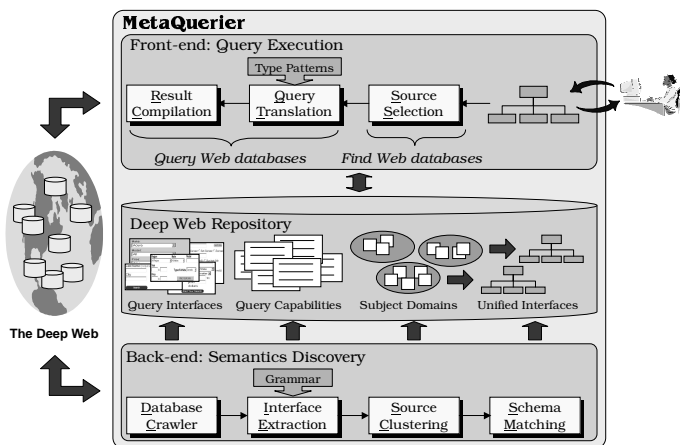 MetaQuerier
Front-end: Query Execution
Type Patterns
Result
Compilation
Query
Translation
Source
Selection
Query Web databases
Find Web databases
Deep Web Repository
Query Interfaces
Query Capabilities
Subject Domains
Unified Interfaces
The Deep Web
Back-end: Semantics Discovery
Grammar
Database
Crawler
Interface
Extraction
Source
Clustering
Schema
Matching